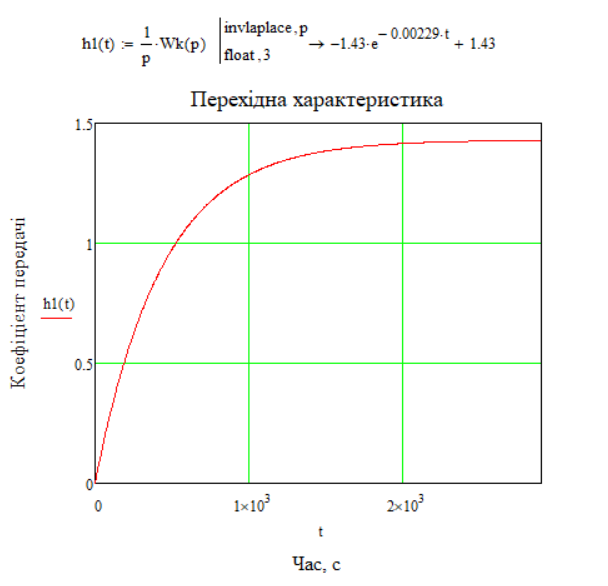 h1(t) := 1/p · Wk(p) | invlaplace, p → −1.43·e^(−0.00229·t) + 1.43
float, 3
Перехідна характеристика
1.5
1
0.5
0
Коефіцієнт передачі
h1(t)
0
1×10³
2×10³
t
Час, с